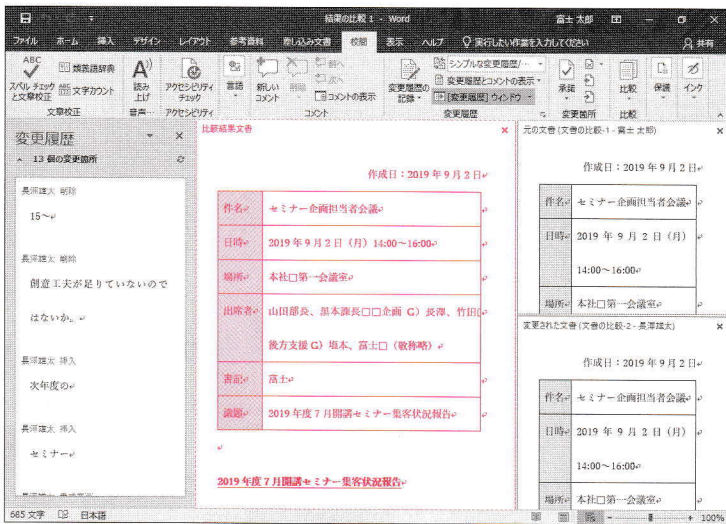 結果の比較 1 - Word
富士 太郎
ファイル ホーム 挿入 デザイン レイアウト 参考資料 差し込み文書 校閲 表示 ヘルプ 実行したい作業を入力してください 共有
ABC
スペル チェックと文章校正
類義語辞典
文字カウント
読み上げ
アクセシビリティ チェック
言語
新しいコメント
削除
前へ
次へ
コメントの表示
変更履歴の記録
シンプルな変更履歴/…
変更履歴とコメントの表示
[変更履歴] ウィンドウ
承諾
比較
保護
インク
文章校正 音声 アクセシビリティ コメント 変更履歴 変更箇所 比較
変更履歴
13 個の変更箇所
長澤雄太 削除
15～
長澤雄太 削除
創意工夫が足りていないので
はないか。
長澤雄太 挿入
次年度の
長澤雄太 挿入
セミナー
比較結果文書
作成日：2019 年 9 月 2 日
件名 セミナー企画担当者会議
日時 2019 年 9 月 2 日（月）14:00～16:00
場所 本社□第一会議室
出席者 山田部長、黒本課長□□企画 G）長澤、竹田
後方支援 G）塩本、富士□（敬称略）
書記 富士
議題 2019 年度 7 月開講セミナー集客状況報告
2019 年度 7 月開講セミナー集客状況報告
元の文書 (文書の比較-1 - 富士 太郎)
作成日：2019 年 9 月 2 日
件名 セミナー企画担当者会議
日時 2019 年 9 月 2 日（月）
14:00～16:00
場所 本社□第一会議室
変更された文書 (文書の比較-2 - 長澤雄太)
作成日：2019 年 9 月 2 日
件名 セミナー企画担当者会議
日時 2019 年 9 月 2 日（月）
14:00～16:00
場所 本社□第一会議室
685 文字 日本語
100%